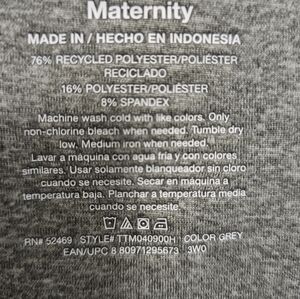 Maternity
MADE IN / HECHO EN INDONESIA
76% RECYCLED POLYESTER/POLIÉSTER
RECICLADO
16% POLYESTER/POLIÉSTER
8% SPANDEX
Machine wash cold with like colors. Only
non-chlorine bleach when needed. Tumble dry
low. Medium iron when needed.
Lavar a máquina con agua fría y con colores
similares. Usar solamente blanqueador sin cloro
cuando se necesite. Secar en máquina a
temperatura baja. Planchar a temperatura media
cuando se necesite.
RN# 52469 STYLE# TTM040900H COLOR GREY
EAN/UPC 8 80971295673 3W0